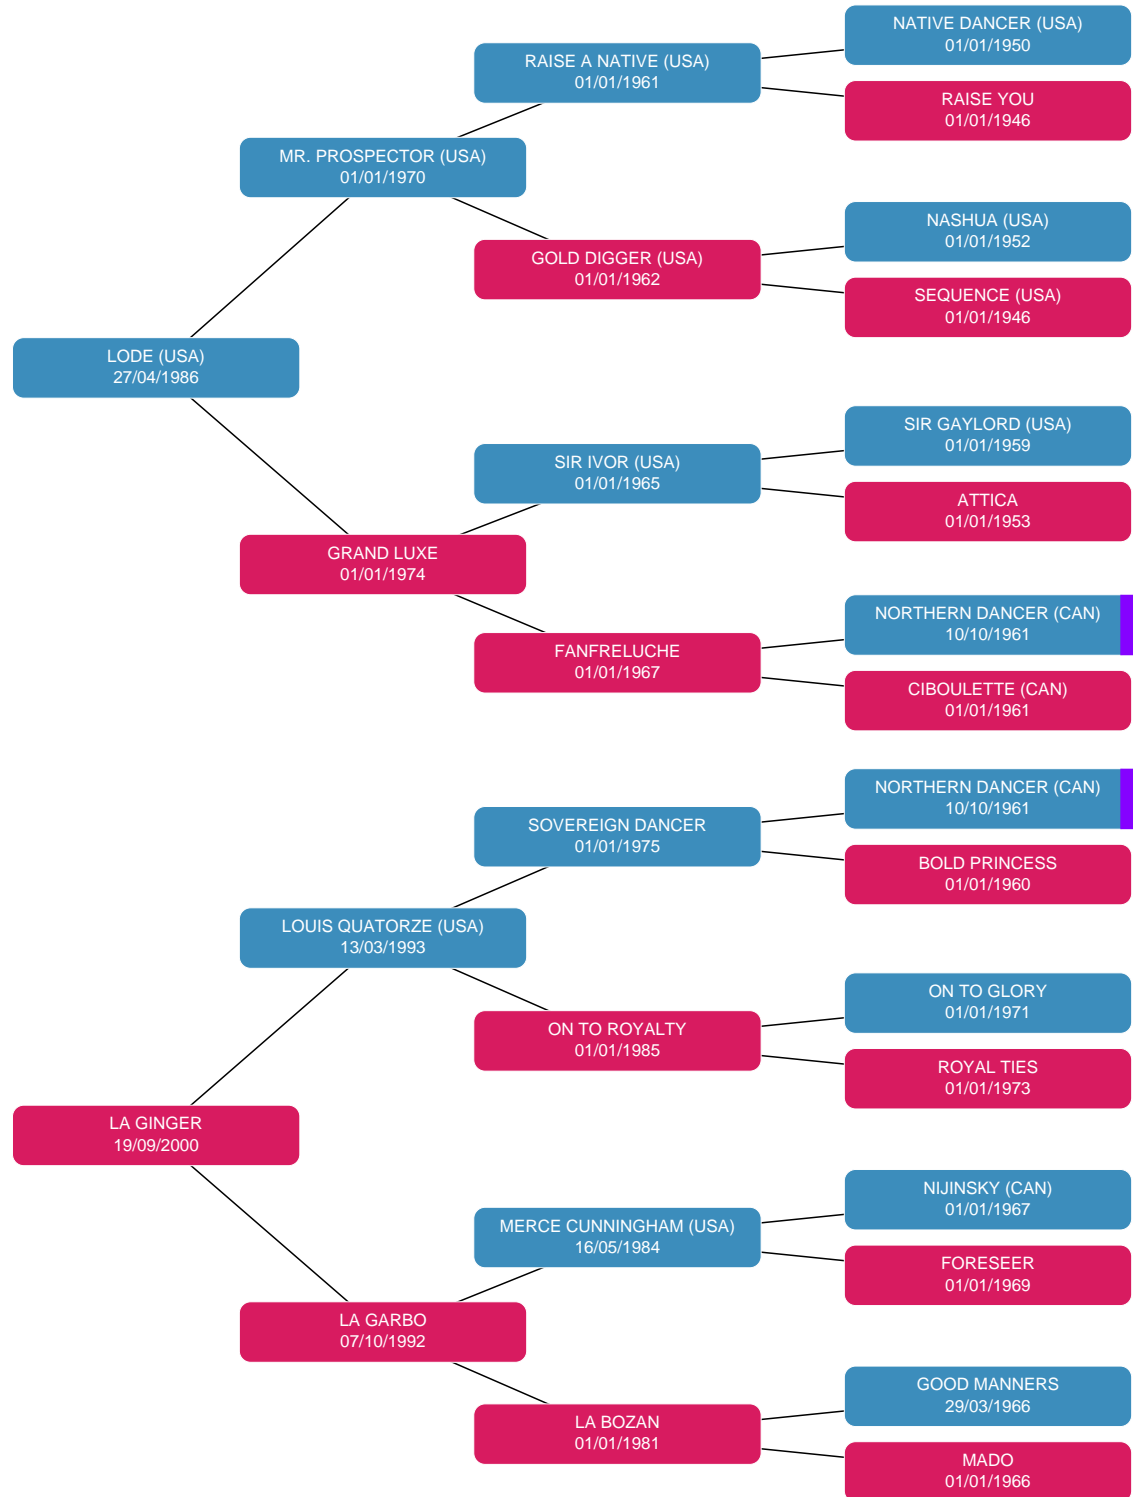 NATIVE DANCER (USA)
01/01/1950
RAISE A NATIVE (USA)
01/01/1961
RAISE YOU
01/01/1946
MR. PROSPECTOR (USA)
01/01/1970
NASHUA (USA)
01/01/1952
GOLD DIGGER (USA)
01/01/1962
SEQUENCE (USA)
01/01/1946
LODE (USA)
27/04/1986
SIR GAYLORD (USA)
01/01/1959
SIR IVOR (USA)
01/01/1965
ATTICA
01/01/1953
GRAND LUXE
01/01/1974
NORTHERN DANCER (CAN)
10/10/1961
FANFRELUCHE
01/01/1967
CIBOULETTE (CAN)
01/01/1961
NORTHERN DANCER (CAN)
10/10/1961
SOVEREIGN DANCER
01/01/1975
BOLD PRINCESS
01/01/1960
LOUIS QUATORZE (USA)
13/03/1993
ON TO GLORY
01/01/1971
ON TO ROYALTY
01/01/1985
ROYAL TIES
01/01/1973
LA GINGER
19/09/2000
NIJINSKY (CAN)
01/01/1967
MERCE CUNNINGHAM (USA)
16/05/1984
FORESEER
01/01/1969
LA GARBO
07/10/1992
GOOD MANNERS
29/03/1966
LA BOZAN
01/01/1981
MADO
01/01/1966